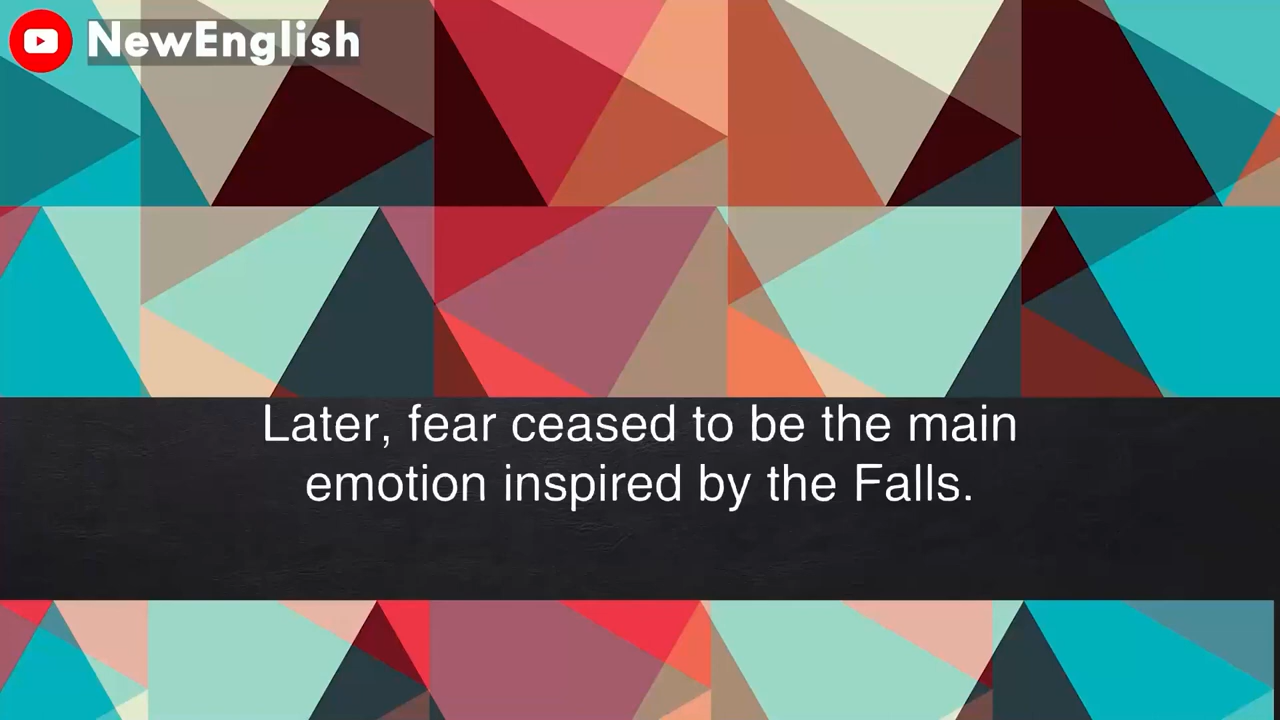 NewEnglish
Later, fear ceased to be the main
emotion inspired by the Falls.